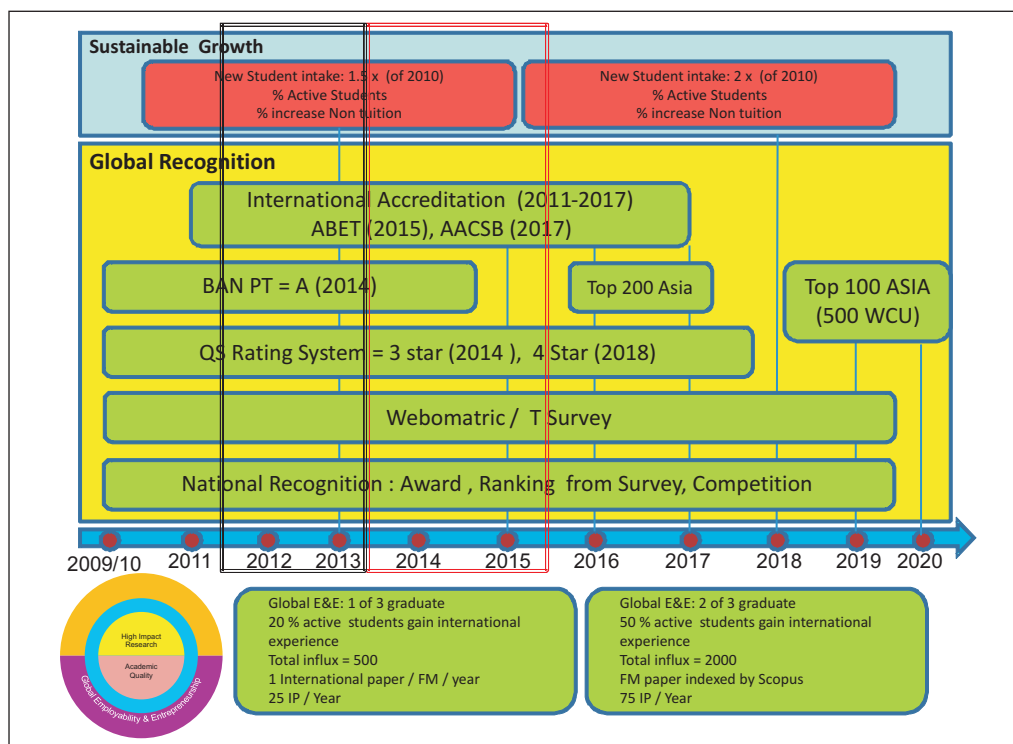 Sustainable Growth
New Student intake: 1.5 x (of 2010)
% Active Students
% increase Non tuition
New Student intake: 2 x (of 2010)
% Active Students
% increase Non tuition
Global Recognition
International Accreditation (2011-2017)
ABET (2015), AACSB (2017)
BAN PT = A (2014)
Top 200 Asia
Top 100 ASIA
(500 WCU)
QS Rating System = 3 star (2014 ), 4 Star (2018)
Webomatric / T Survey
National Recognition : Award , Ranking from Survey, Competition
2009/10 2011 2012 2013 2014 2015 2016 2017 2018 2019 2020
High Impact
Research
Academic
Quality
Global Employability & Entrepreneurship
Global E&E: 1 of 3 graduate
20 % active students gain international
experience
Total influx = 500
1 International paper / FM / year
25 IP / Year
Global E&E: 2 of 3 graduate
50 % active students gain international
experience
Total influx = 2000
FM paper indexed by Scopus
75 IP / Year